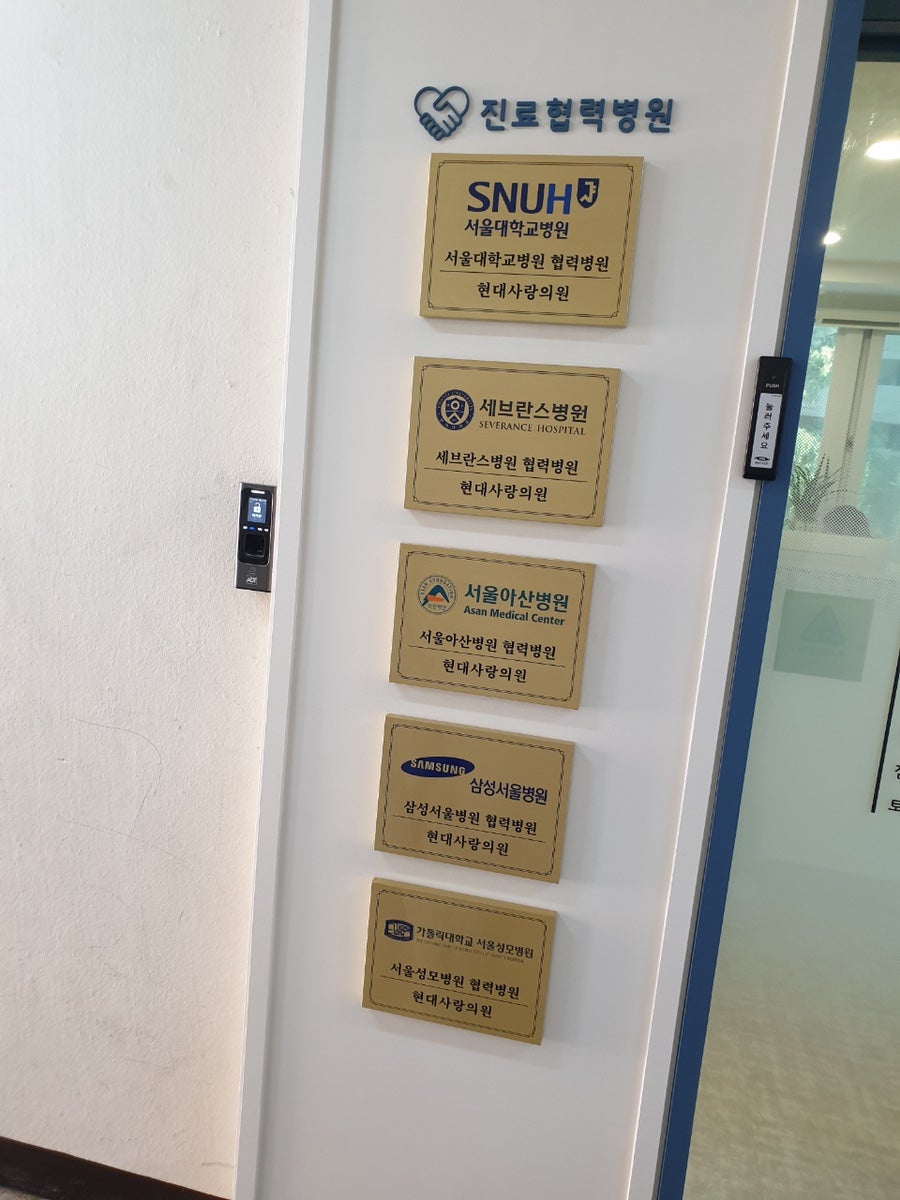 진료협력병원
SNUH
서울대학교병원
서울대학교병원 협력병원
현대사랑의원
세브란스병원
SEVERANCE HOSPITAL
세브란스병원 협력병원
현대사랑의원
서울아산병원
Asan Medical Center
서울아산병원 협력병원
현대사랑의원
SAMSUNG
삼성서울병원
삼성서울병원 협력병원
현대사랑의원
가톨릭대학교 서울성모병원
서울성모병원 협력병원
현대사랑의원
PUSH
눌러주세요
ADT